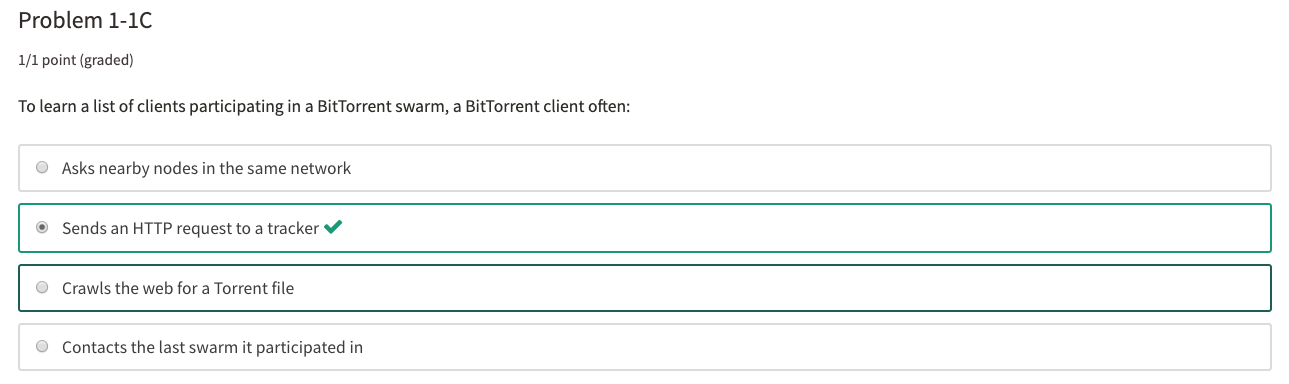 Problem 1-1C
1/1 point (graded)
To learn a list of clients participating in a BitTorrent swarm, a BitTorrent client often:
Asks nearby nodes in the same network
Sends an HTTP request to a tracker
Crawls the web for a Torrent file
Contacts the last swarm it participated in